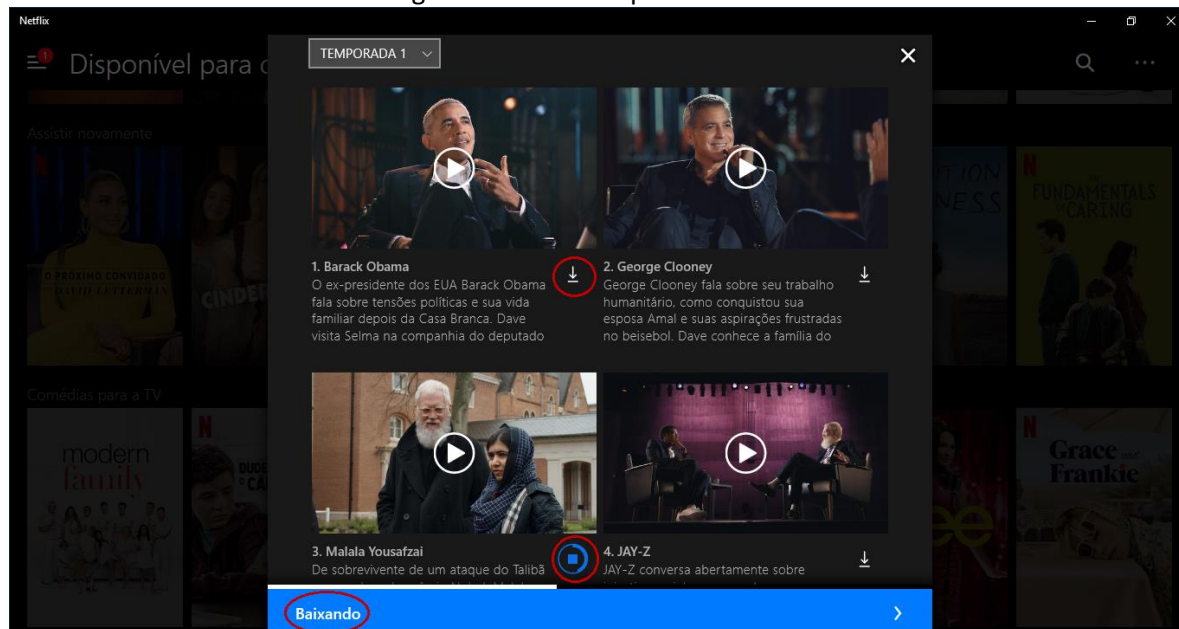 Netflix
1
Disponível para
TEMPORADA 1
Assistir novamente
O PRÓXIMO CONVIDADO
DAVID LETTERMAN
FUNDAMENTALS
OF CARING
1. Barack Obama
O ex-presidente dos EUA Barack Obama
fala sobre tensões políticas e sua vida
familiar depois da Casa Branca. Dave
visita Selma na companhia do deputado
2. George Clooney
George Clooney fala sobre seu trabalho
humanitário, como conquistou sua
esposa Amal e suas aspirações frustradas
no beisebol. Dave conhece a família do
Comédias para a TV
modern
family
Grace and
Frankie
3. Malala Yousafzai
De sobrevivente de um ataque do Talibã
4. JAY-Z
JAY-Z conversa abertamente sobre
Baixando